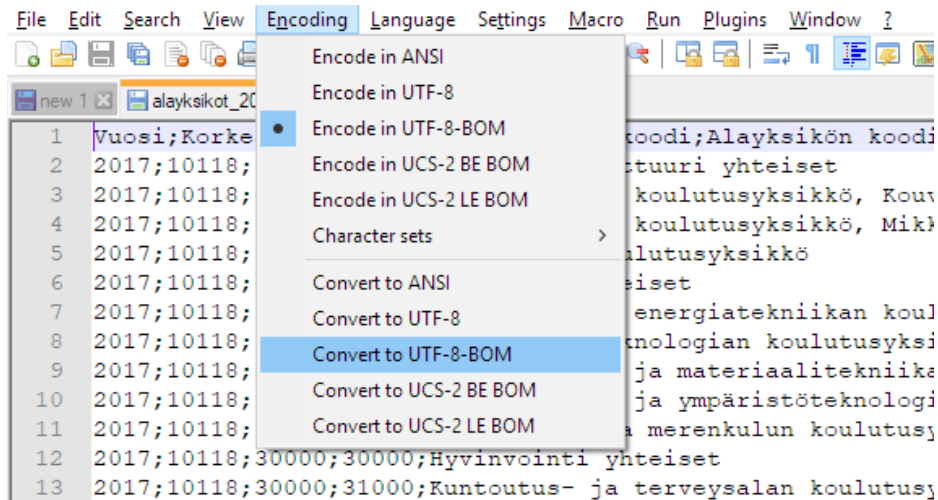 File Edit Search View Encoding Language Settings Macro Run Plugins Window ?
new 1 alayksikot_20
Encode in ANSI
Encode in UTF-8
Encode in UTF-8-BOM
Encode in UCS-2 BE BOM
Encode in UCS-2 LE BOM
Character sets
Convert to ANSI
Convert to UTF-8
Convert to UTF-8-BOM
Convert to UCS-2 BE BOM
Convert to UCS-2 LE BOM
1 Vuosi;Korke koodi;Alayksikön koodi
2 2017;10118; ttuuri yhteiset
3 2017;10118; koulutusyksikkö, Kouv
4 2017;10118; koulutusyksikkö, Mikk
5 2017;10118; lutusyksikkö
6 2017;10118; eiset
7 2017;10118; energiatekniikan koul
8 2017;10118; knologian koulutusyksi
9 2017;10118; ja materiaalitekniika
10 2017;10118; ja ympäristöteknologi
11 2017;10118; merenkulun koulutusy
12 2017;10118;30000;30000;Hyvinvointi yhteiset
13 2017;10118;30000;31000;Kuntoutus- ja terveysalan koulutusy